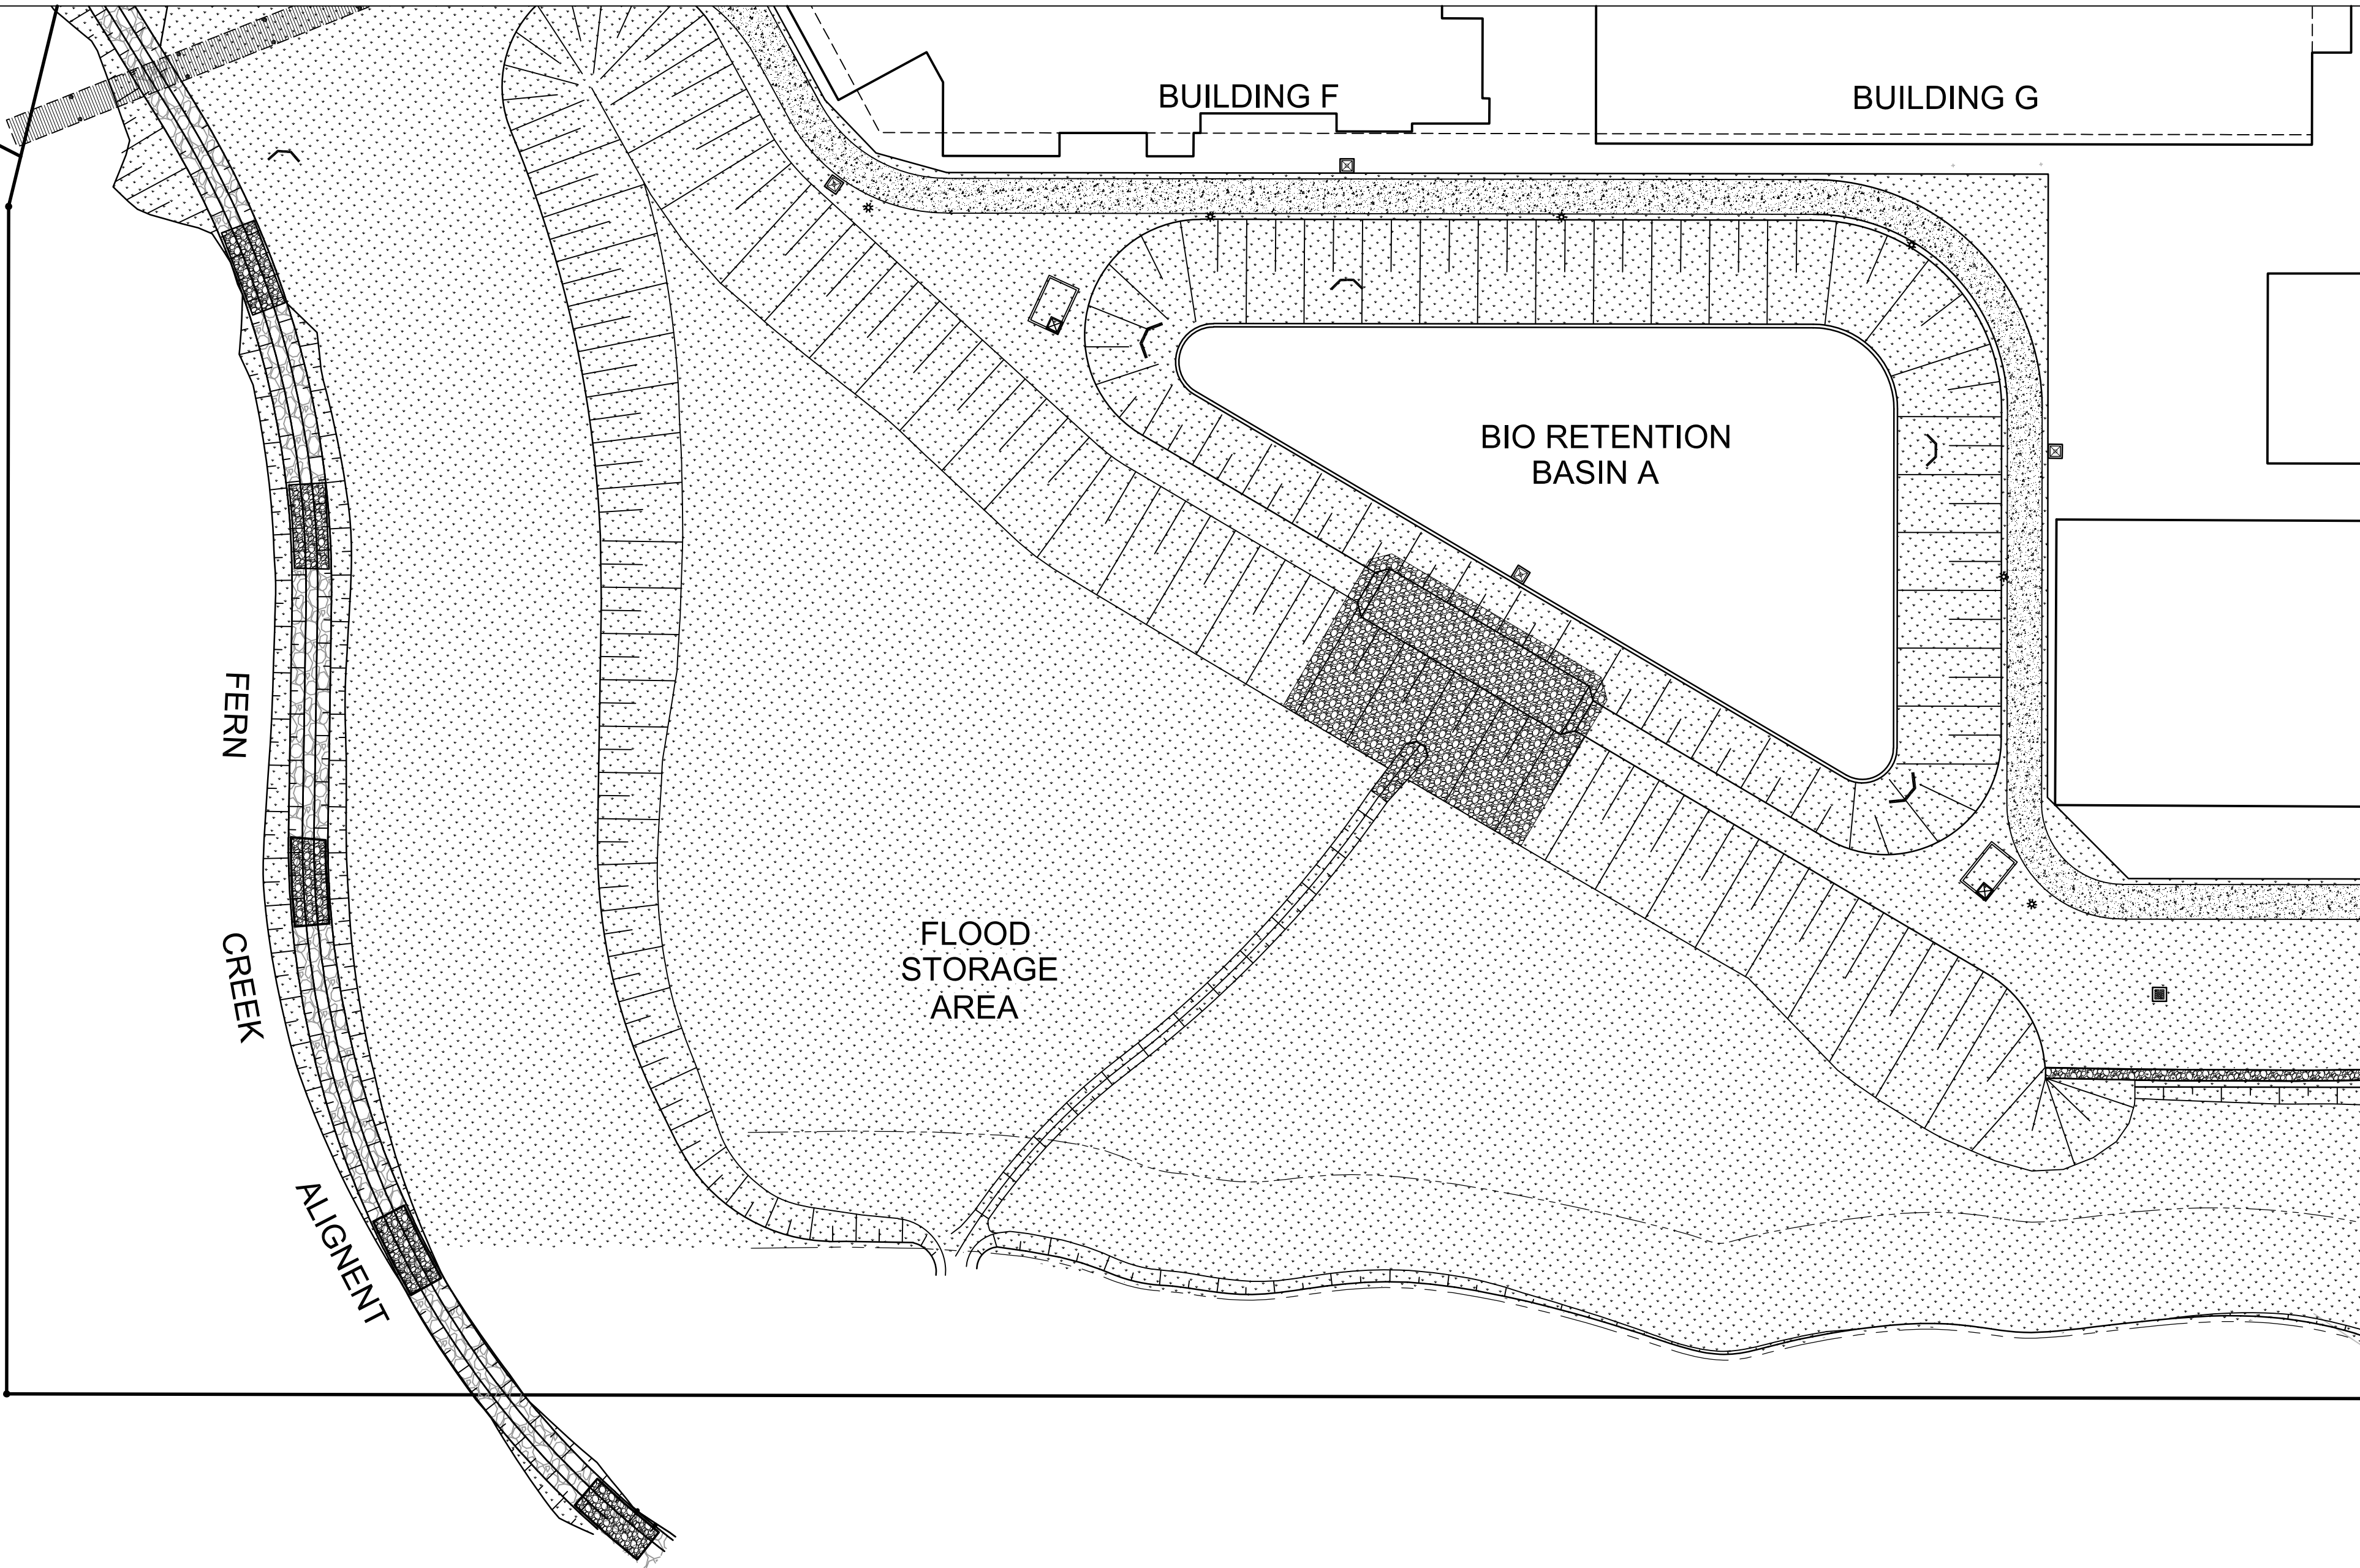 BUILDING F
BUILDING G
BIO RETENTION
BASIN A
FERN
CREEK
ALIGNENT
FLOOD
STORAGE
AREA